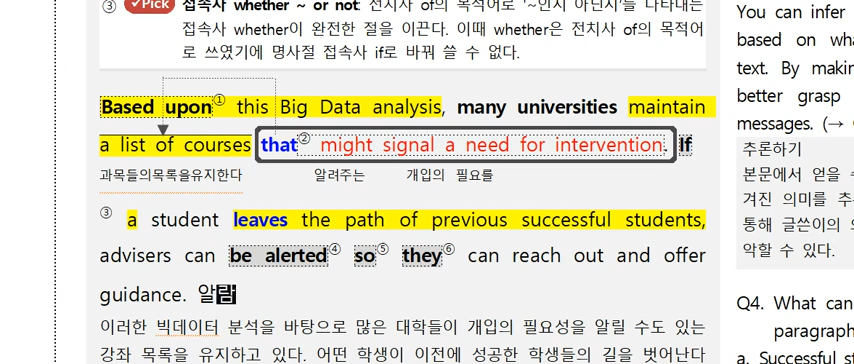 ③ ✔Pick 접속사 whether ~ or not: 전치사 of의 목적어로 '~인지 아닌지'를 나타내는
접속사 whether이 완전한 절을 이끈다. 이때 whether은 전치사 of의 목적어
로 쓰였기에 명사절 접속사 if로 바꿔 쓸 수 없다.
Based upon① this Big Data analysis, many universities maintain
a list of courses that② might signal a need for intervention. If
과목들의목록을유지한다 알려주는 개입의 필요를
③ a student leaves the path of previous successful students,
advisers can be alerted④ so⑤ they⑥ can reach out and offer
guidance. 알람
이러한 빅데이터 분석을 바탕으로 많은 대학들이 개입의 필요성을 알릴 수도 있는
강좌 목록을 유지하고 있다. 어떤 학생이 이전에 성공한 학생들의 길을 벗어난다
You can infer
based on wha
text. By makin
better grasp
messages. (→
추론하기
본문에서 얻을
겨진 의미를 추
통해 글쓴이의
악할 수 있다.
Q4. What can
paragraph
a. Successful st